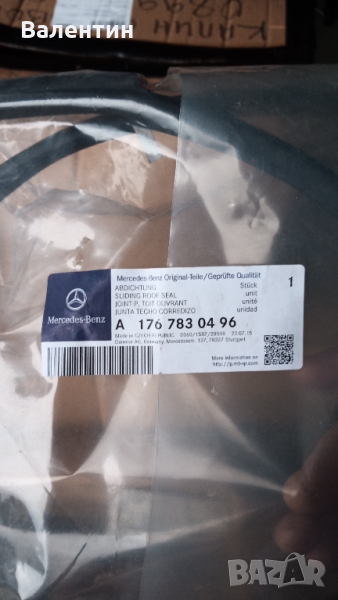 Валентин
капин
Mercedes-Benz Original-Teile/Geprüfte Qualität
ABDICHTUNG
SLIDING ROOF SEAL
JOINT P. TOIT OUVRANT
JUNTA TECHO CORREDIZO
Stück
unit
unité
unidad
1
Mercedes-Benz
A 176 783 04 96
Made in CZECH REPUBLIC
Daimler AG, Germany, Mercedesstr. 137, 70327 Stuttgart
More information on
http://p.mb-qr.com
BAZAR